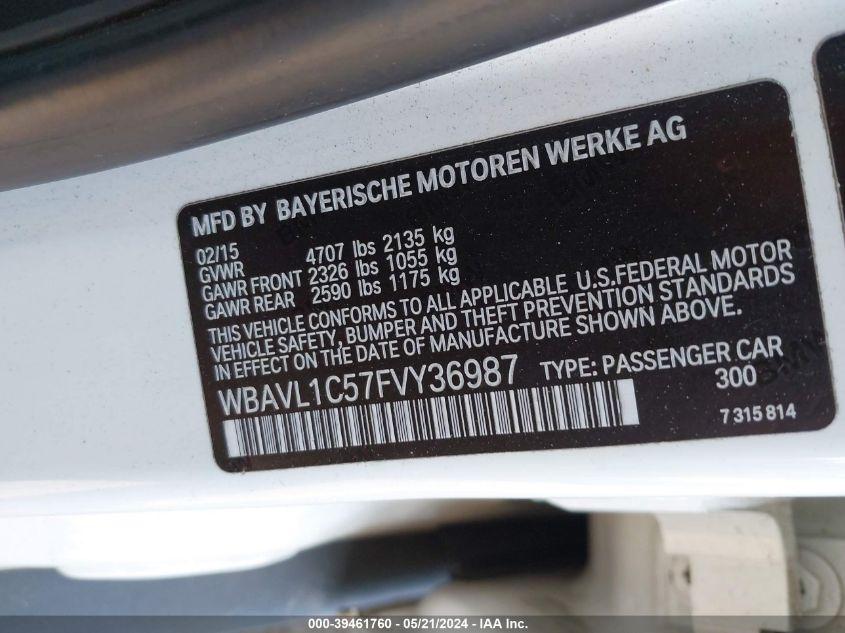 MFD BY BAYERISCHE MOTOREN WERKE AG
02/15
GVWR 4707 lbs 2135 kg
GAWR FRONT 2326 lbs 1055 kg
GAWR REAR 2590 lbs 1175 kg
THIS VEHICLE CONFORMS TO ALL APPLICABLE U.S.FEDERAL MOTOR
VEHICLE SAFETY, BUMPER AND THEFT PREVENTION STANDARDS
IN EFFECT ON THE DATE OF MANUFACTURE SHOWN ABOVE.
WBAVL1C57FVY36987 TYPE: PASSENGER CAR
300
7 315 814
000-39461760 - 05/21/2024 - IAA Inc.